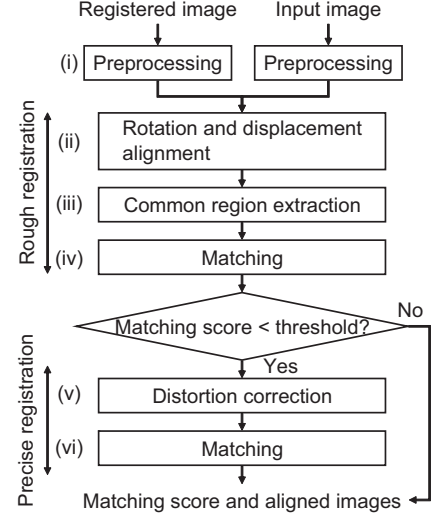 Registered image
Input image
(i)
Preprocessing
Preprocessing
Rough registration
(ii)
Rotation and displacement
alignment
(iii)
Common region extraction
(iv)
Matching
Matching score < threshold?
No
Yes
Precise registration
(v)
Distortion correction
(vi)
Matching
Matching score and aligned images